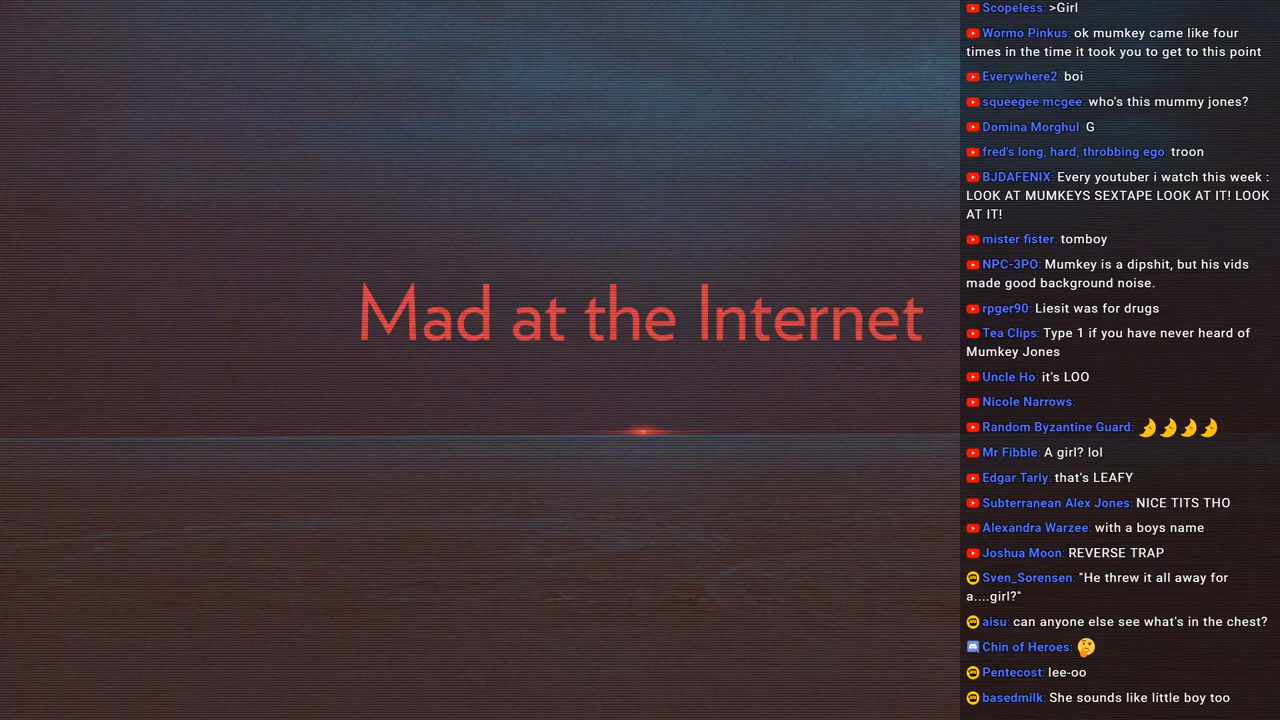 Scopeless: >Girl
Wormo Pinkus: ok mumkey came like four
times in the time it took you to get to this point
Everywhere2: boi
squeegee mcgee: who's this mummy jones?
Domina Morghul: G
fred's long, hard, throbbing ego: troon
BJDAFENIX: Every youtuber i watch this week :
LOOK AT MUMKEYS SEXTAPE LOOK AT IT! LOOK
AT IT!
mister fister: tomboy
NPC-3PO: Mumkey is a dipshit, but his vids
made good background noise.
rpger90: Liesit was for drugs
Mad at the Internet
Tea Clips: Type 1 if you have never heard of
Mumkey Jones
Uncle Ho: it's LOO
Nicole Narrows:
Random Byzantine Guard: 🌛🌛🌛🌛
Mr Fibble: A girl? lol
Edgar Tarly: that's LEAFY
Subterranean Alex Jones: NICE TITS THO
Alexandra Warzee: with a boys name
Joshua Moon: REVERSE TRAP
Sven_Sorensen: "He threw it all away for
a....girl?"
aisu: can anyone else see what's in the chest?
Chin of Heroes: 🤔
Pentecost: lee-oo
basedmilk: She sounds like little boy too